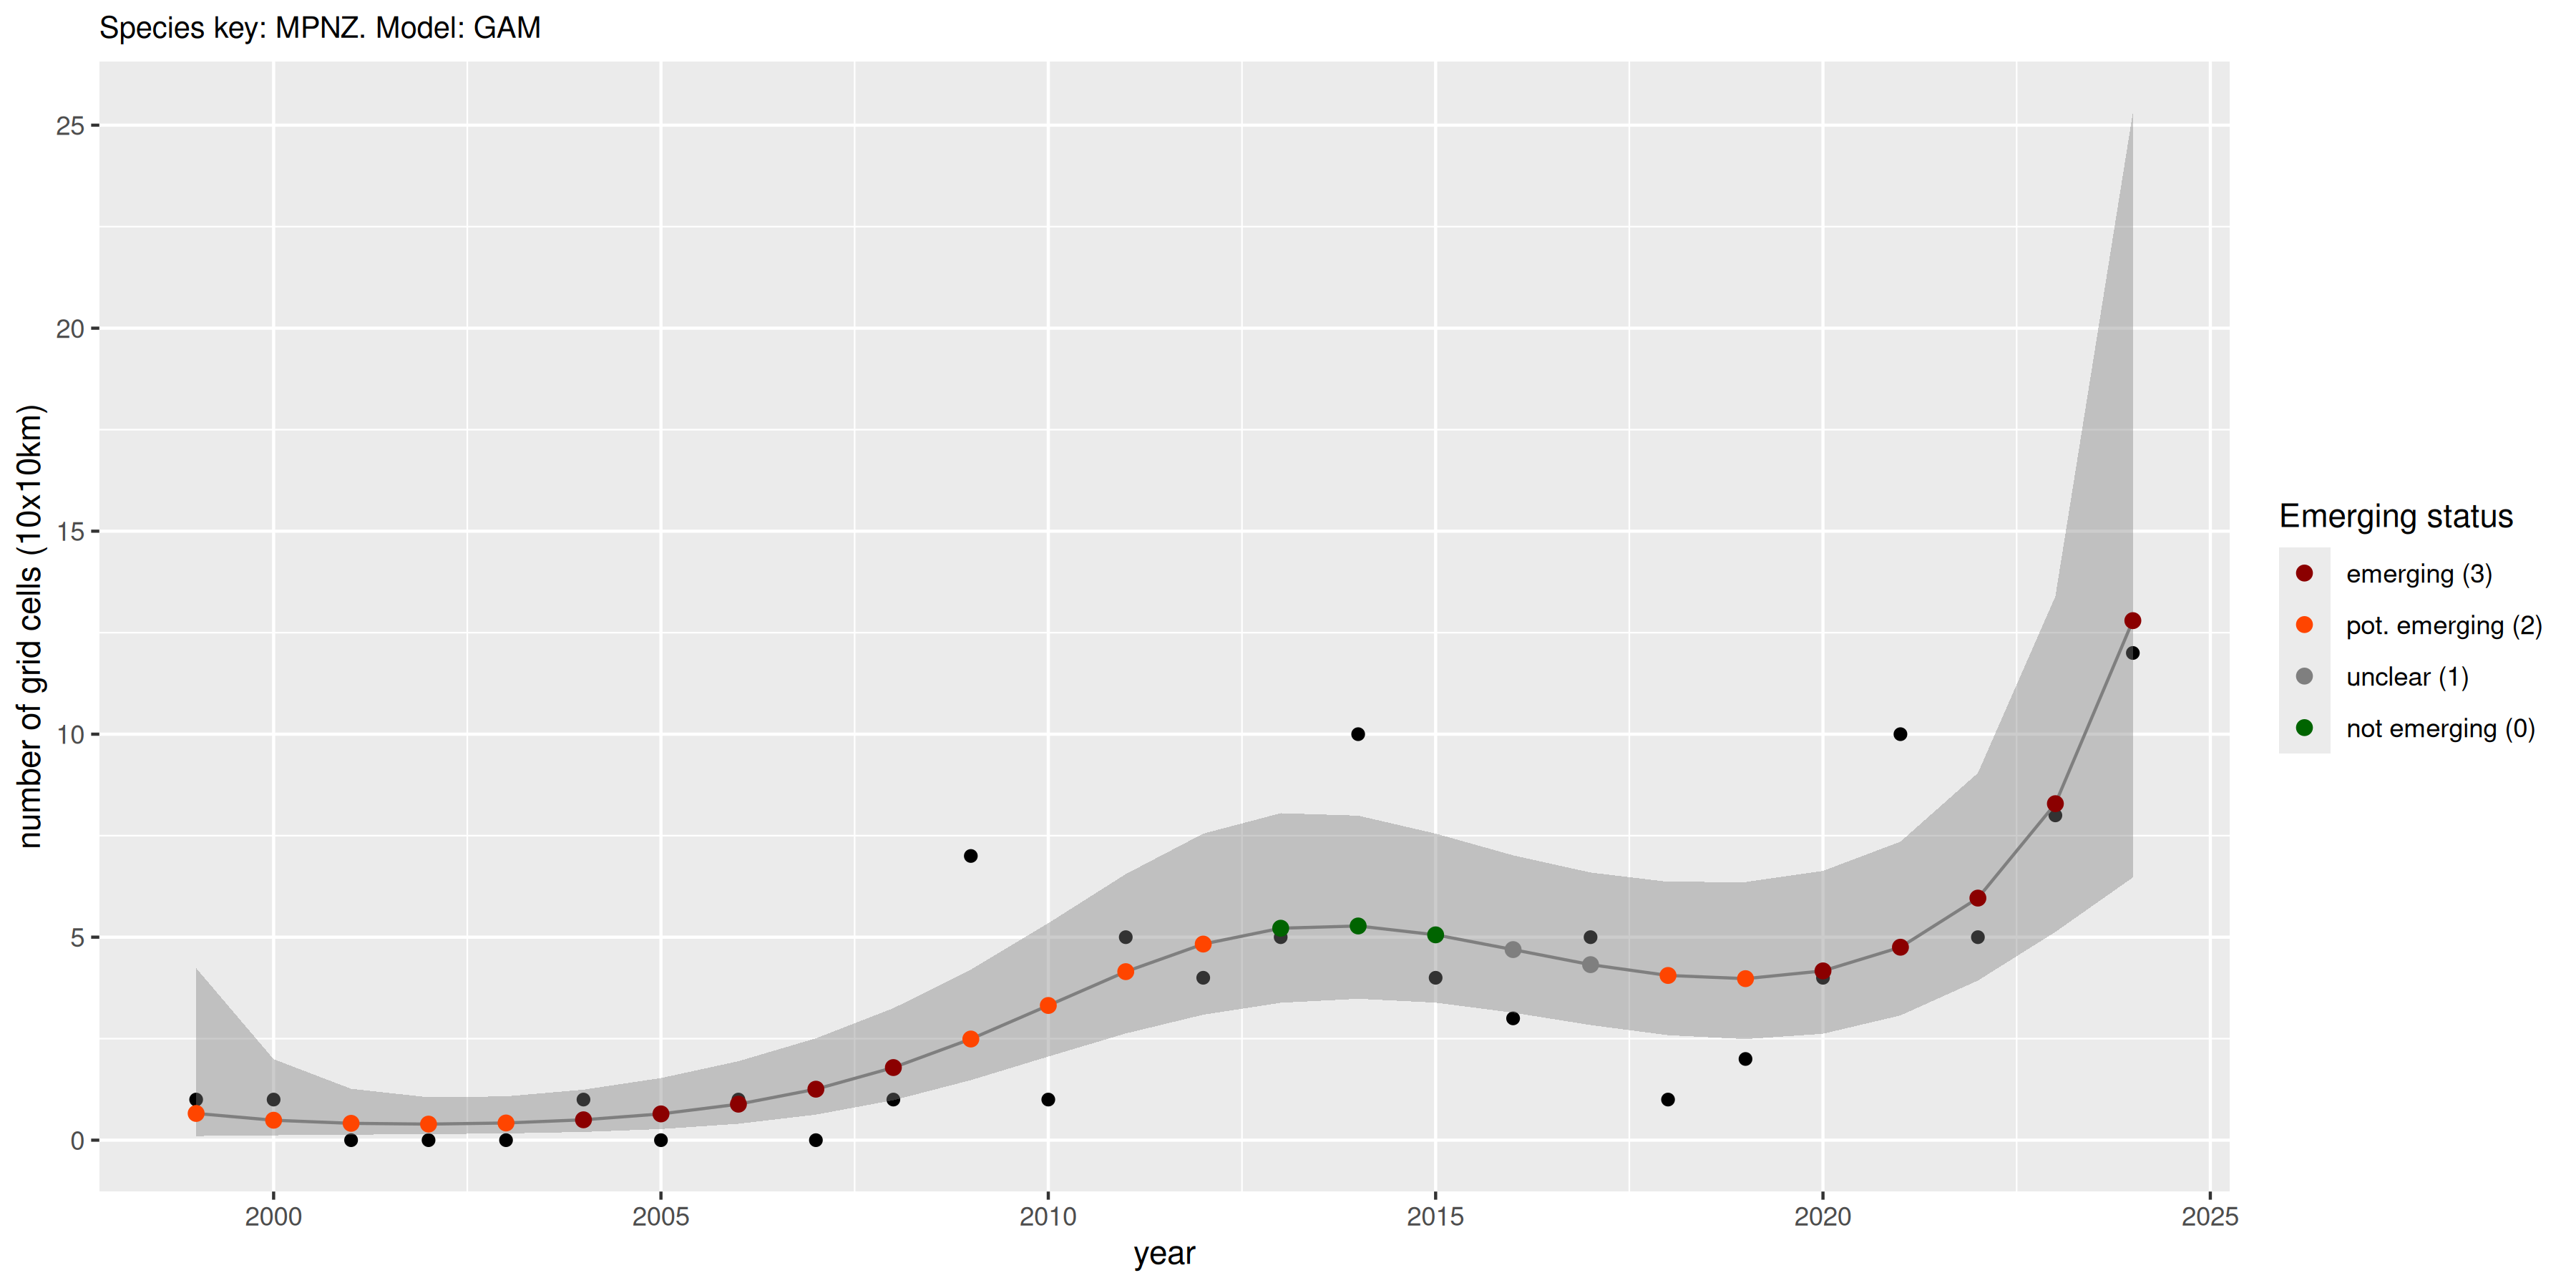 Species key: MPNZ. Model: GAM
number of grid cells (10x10km)
25
20
15
10
5
0
2000 2005 2010 2015 2020 2025
year
Emerging status
emerging (3)
pot. emerging (2)
unclear (1)
not emerging (0)